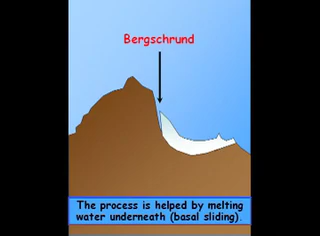 Bergschrund
The process is helped by melting
water underneath (basal sliding).